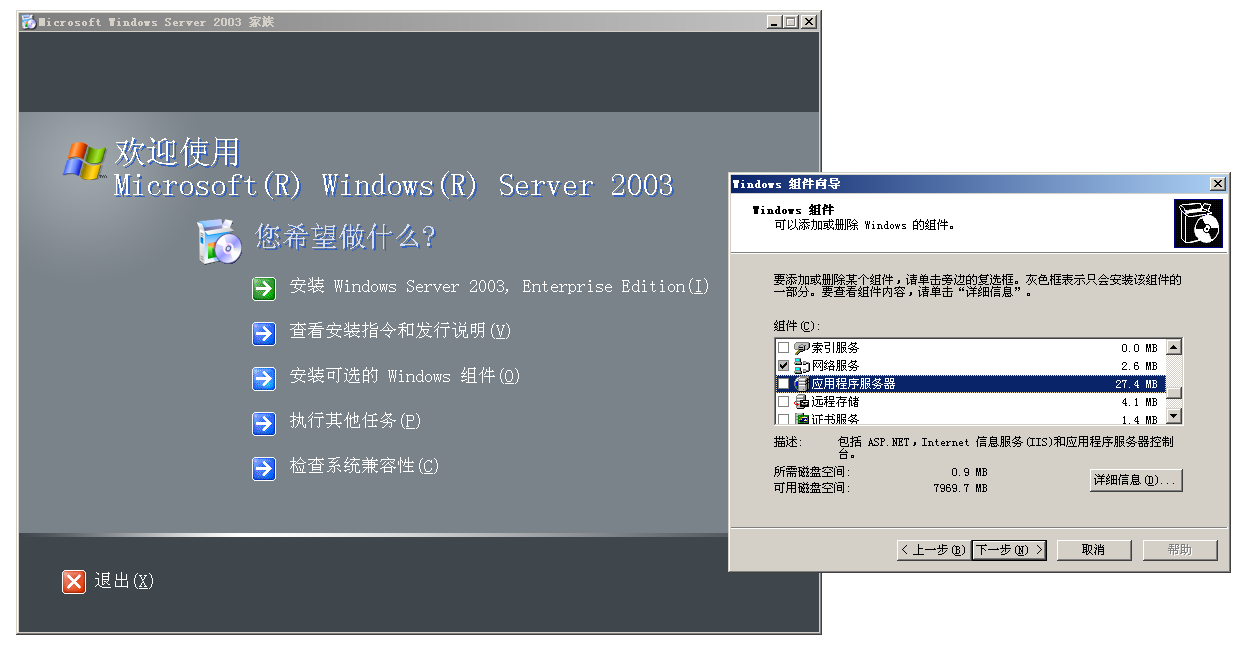 Microsoft Windows Server 2003 家族
欢迎使用
Microsoft(R) Windows(R) Server 2003
您希望做什么?
安装 Windows Server 2003, Enterprise Edition(I)
查看安装指令和发行说明(V)
安装可选的 Windows 组件(O)
执行其他任务(P)
检查系统兼容性(C)
退出(X)
Windows 组件向导
Windows 组件
可以添加或删除 Windows 的组件。
要添加或删除某个组件，请单击旁边的复选框。灰色框表示只会安装该组件的
一部分。要查看组件内容，请单击“详细信息”。
组件(C):
索引服务 0.0 MB
网络服务 2.6 MB
应用程序服务器 27.4 MB
远程存储 4.1 MB
证书服务 1.4 MB
描述: 包括 ASP.NET，Internet 信息服务(IIS)和应用程序服务器控制
台。
所需磁盘空间: 0.9 MB
可用磁盘空间: 7969.7 MB
详细信息(D)...
< 上一步(B) 下一步(N) > 取消 帮助